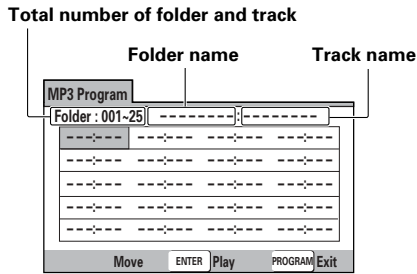 Total number of folder and track
Folder name Track name
MP3 Program
Folder : 001~25 --------:--------
---:--- ---:--- ---:--- ---:---
---:--- ---:--- ---:--- ---:---
---:--- ---:--- ---:--- ---:---
---:--- ---:--- ---:--- ---:---
---:--- ---:--- ---:--- ---:---
Move ENTER Play PROGRAM Exit